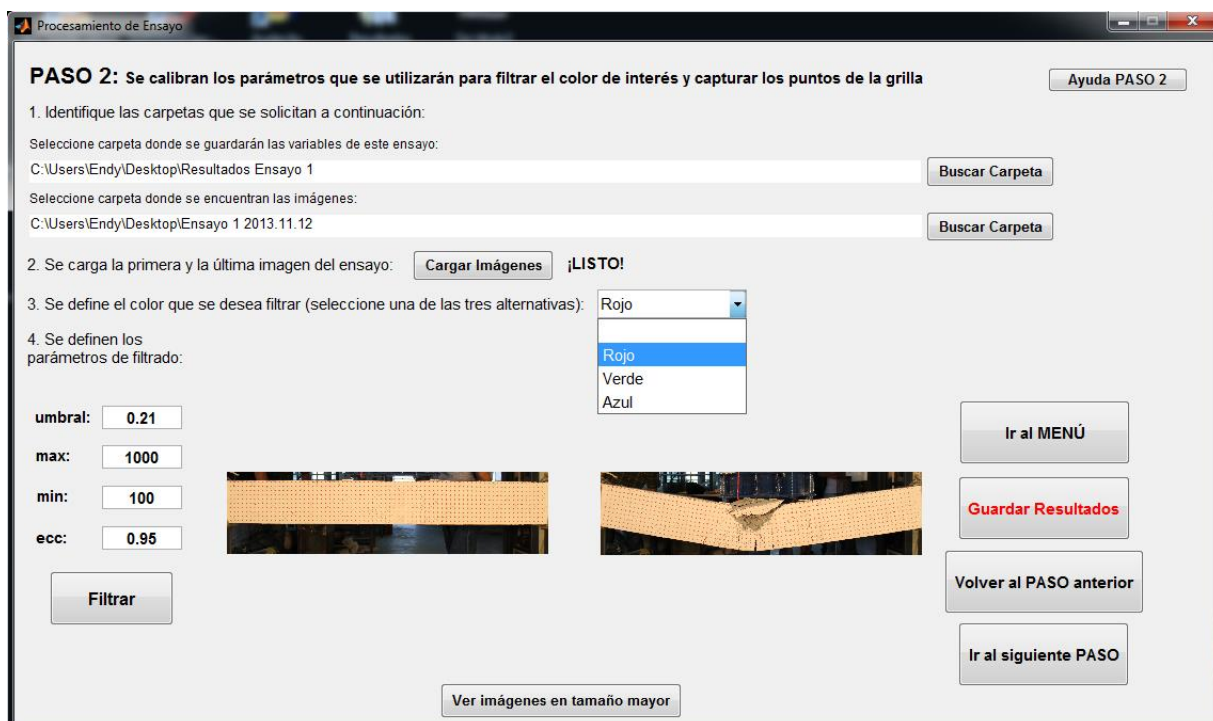 Procesamiento de Ensayo
PASO 2: Se calibran los parámetros que se utilizarán para filtrar el color de interés y capturar los puntos de la grilla
Ayuda PASO 2
1. Identifique las carpetas que se solicitan a continuación:
Seleccione carpeta donde se guardarán las variables de este ensayo:
C:\Users\Endy\Desktop\Resultados Ensayo 1
Buscar Carpeta
Seleccione carpeta donde se encuentran las imágenes:
C:\Users\Endy\Desktop\Ensayo 1 2013.11.12
Buscar Carpeta
2. Se carga la primera y la última imagen del ensayo:
Cargar Imágenes
¡LISTO!
3. Se define el color que se desea filtrar (seleccione una de las tres alternativas):
Rojo
Rojo
Verde
Azul
4. Se definen los
parámetros de filtrado:
umbral: 0.21
max: 1000
min: 100
ecc: 0.95
Filtrar
Ir al MENÚ
Guardar Resultados
Volver al PASO anterior
Ir al siguiente PASO
Ver imágenes en tamaño mayor